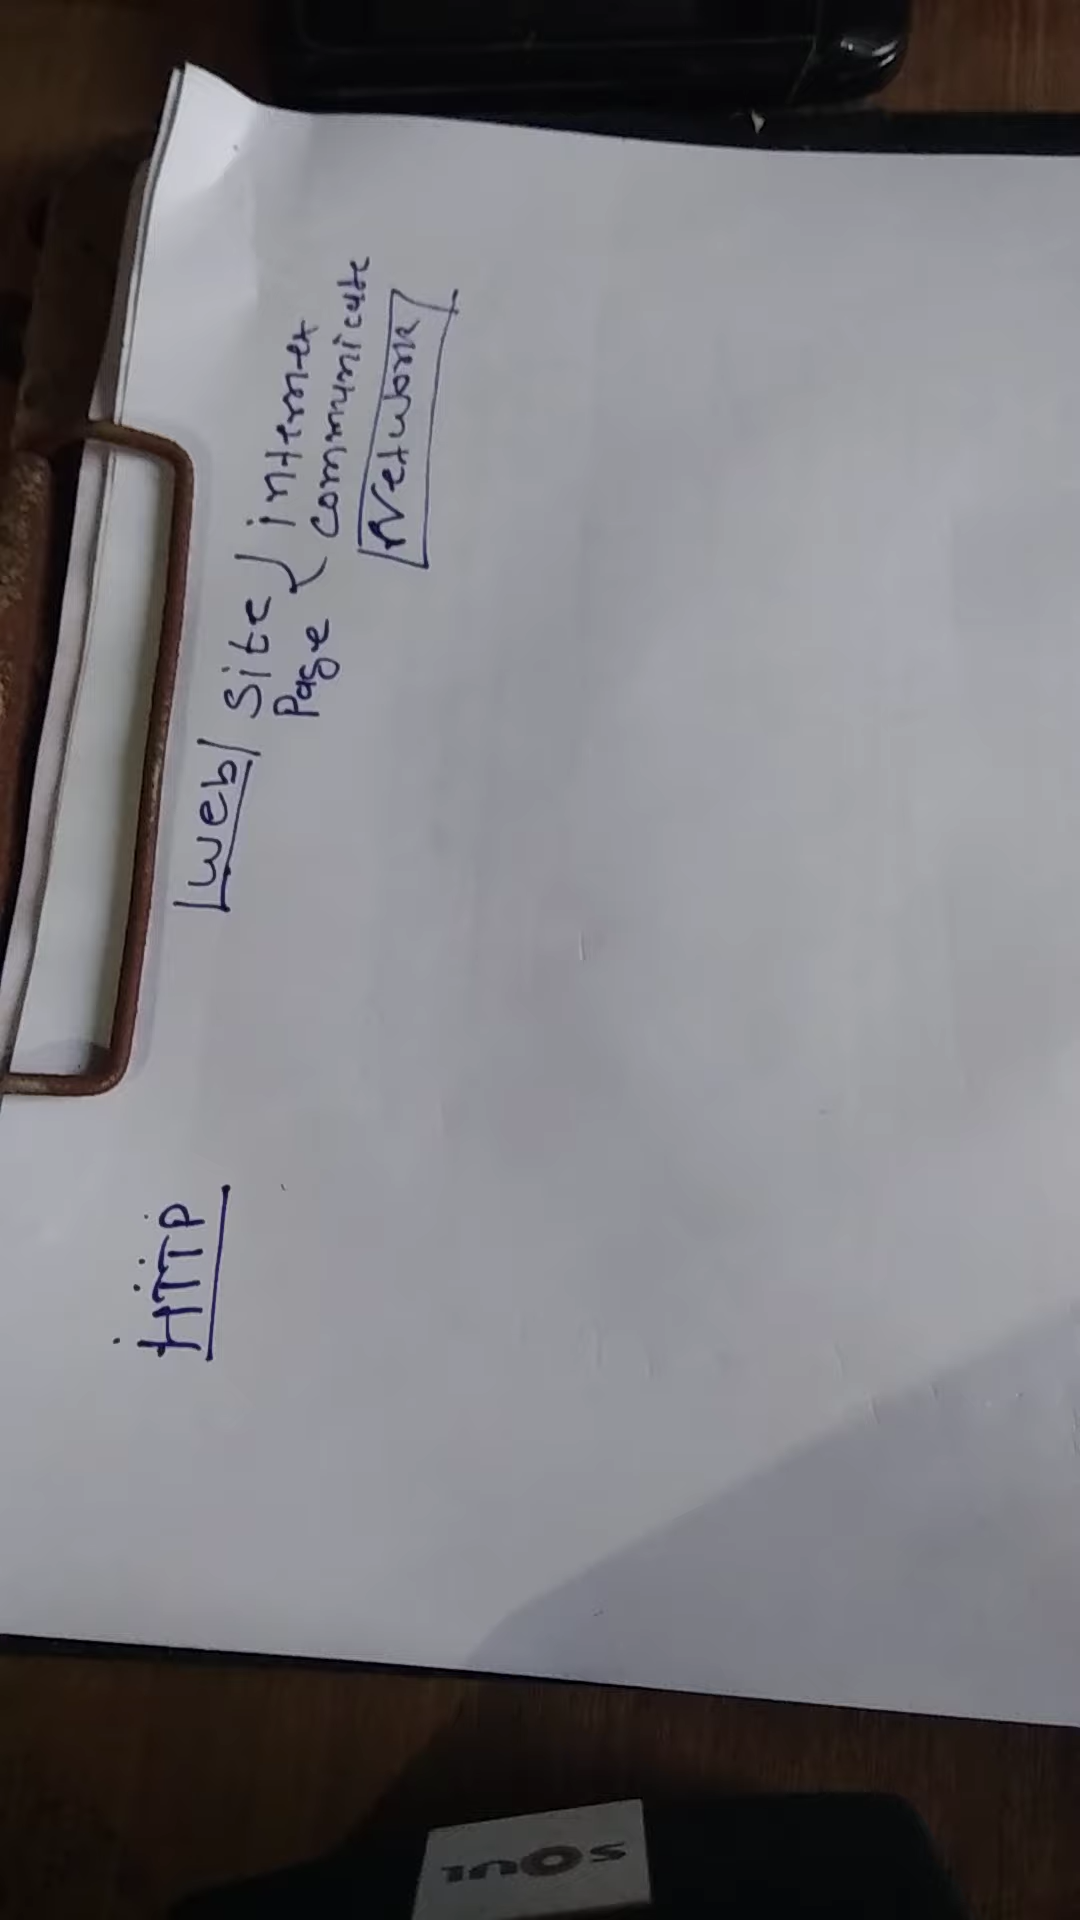 HTTP
Web
Site
Page
internet
communicate
Network
SOUL